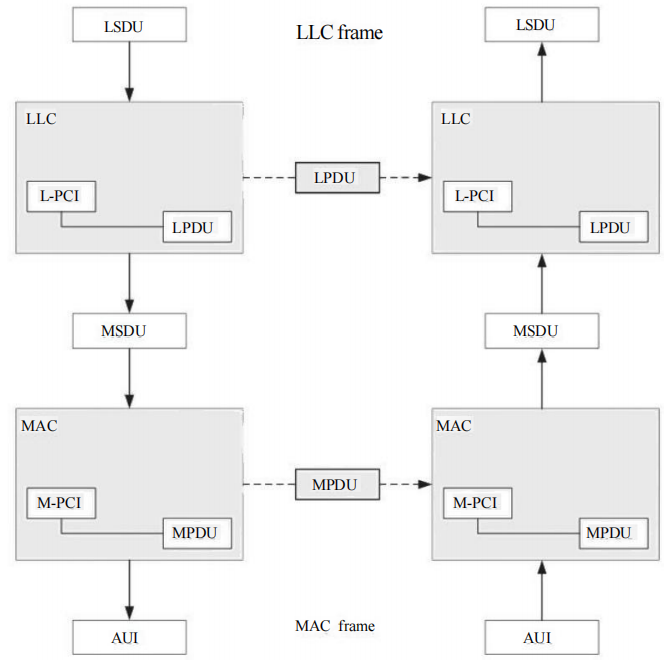 LSDU
LLC frame
LSDU
LLC
LLC
LPDU
L-PCI
L-PCI
LPDU
LPDU
MSDU
MSDU
MAC
MAC
MPDU
M-PCI
M-PCI
MPDU
MPDU
AUI
MAC frame
AUI